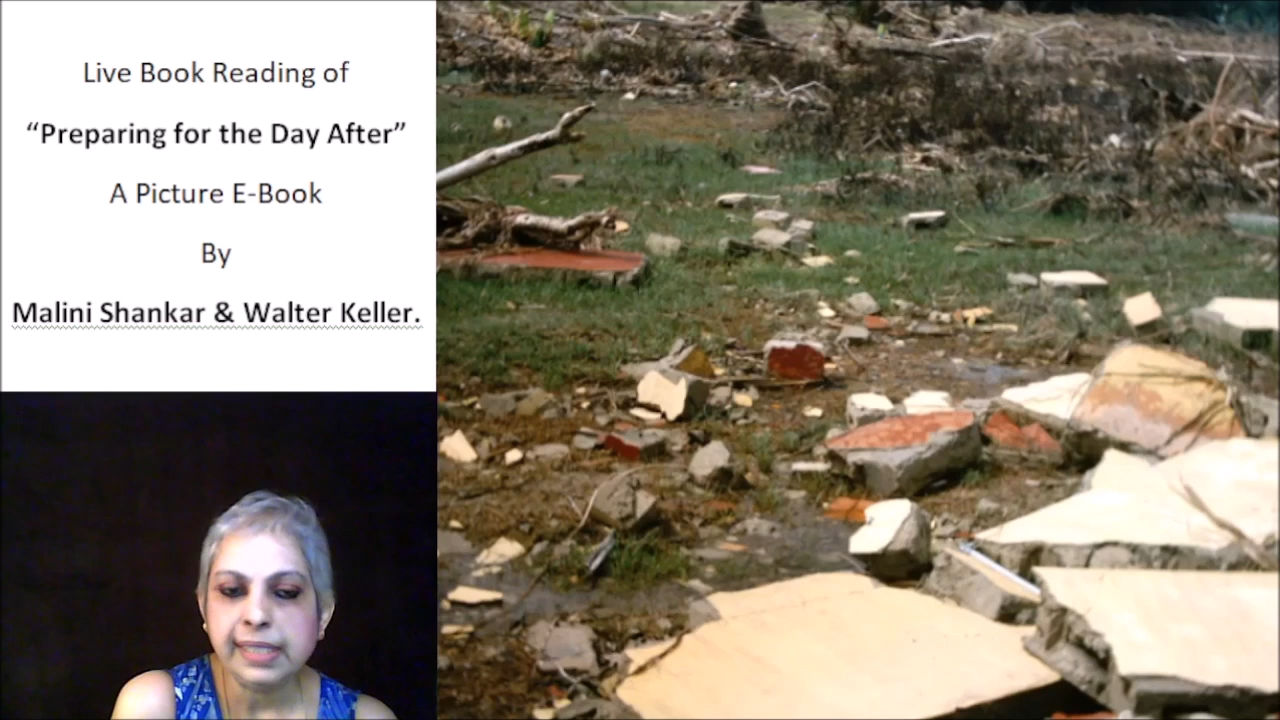 Live Book Reading of
“Preparing for the Day After”
A Picture E-Book
By
Malini Shankar & Walter Keller.